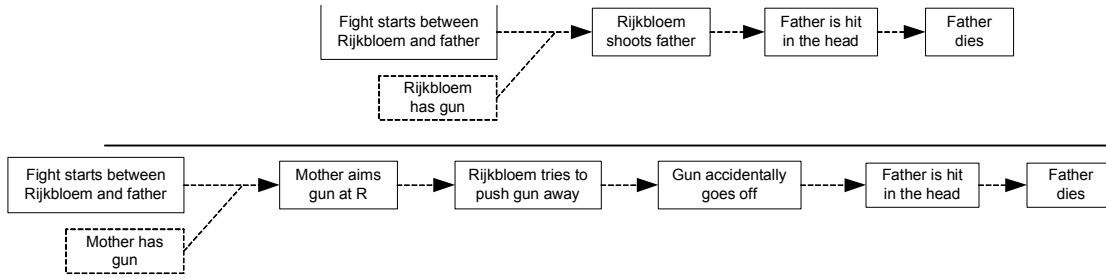 Fight starts between
Rijkbloem and father
Rijkbloem
shoots father
Father is hit
in the head
Father
dies
Rijkbloem
has gun
Fight starts between
Rijkbloem and father
Mother aims
gun at R
Rijkbloem tries to
push gun away
Gun accidentally
goes off
Father is hit
in the head
Father
dies
Mother has
gun